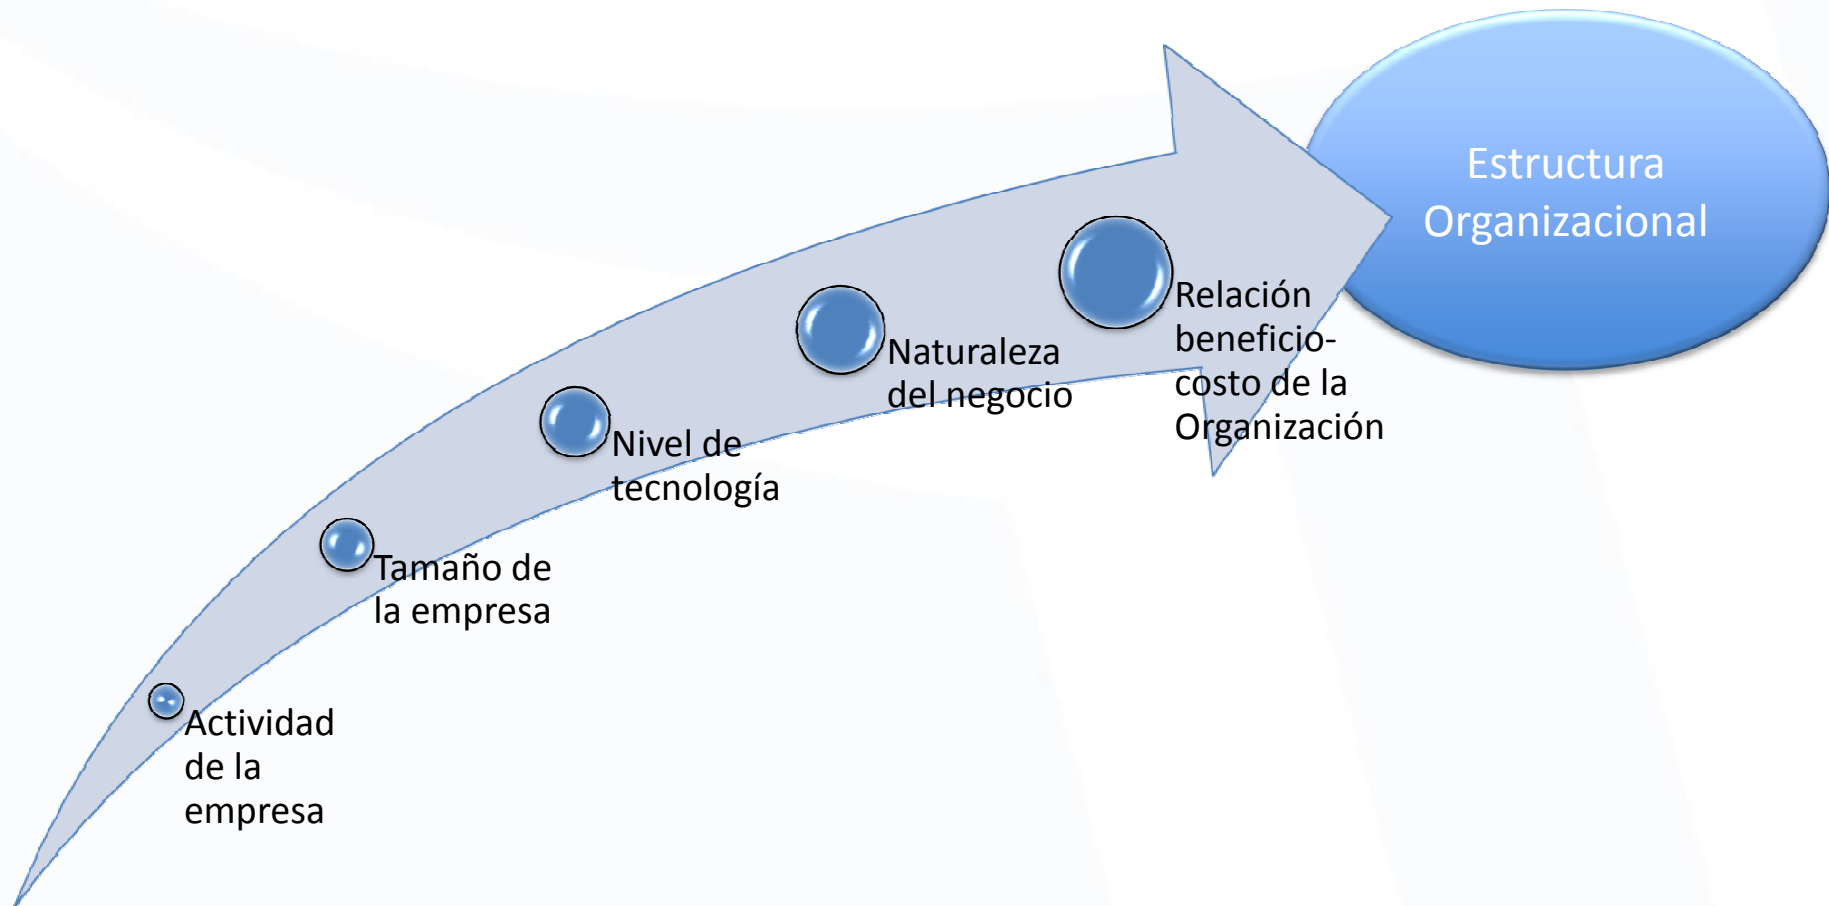 Estructura
Organizacional
Relación
beneficio-
costo de la
Organización
Naturaleza
del negocio
Nivel de
tecnología
Tamaño de
la empresa
Actividad
de la
empresa